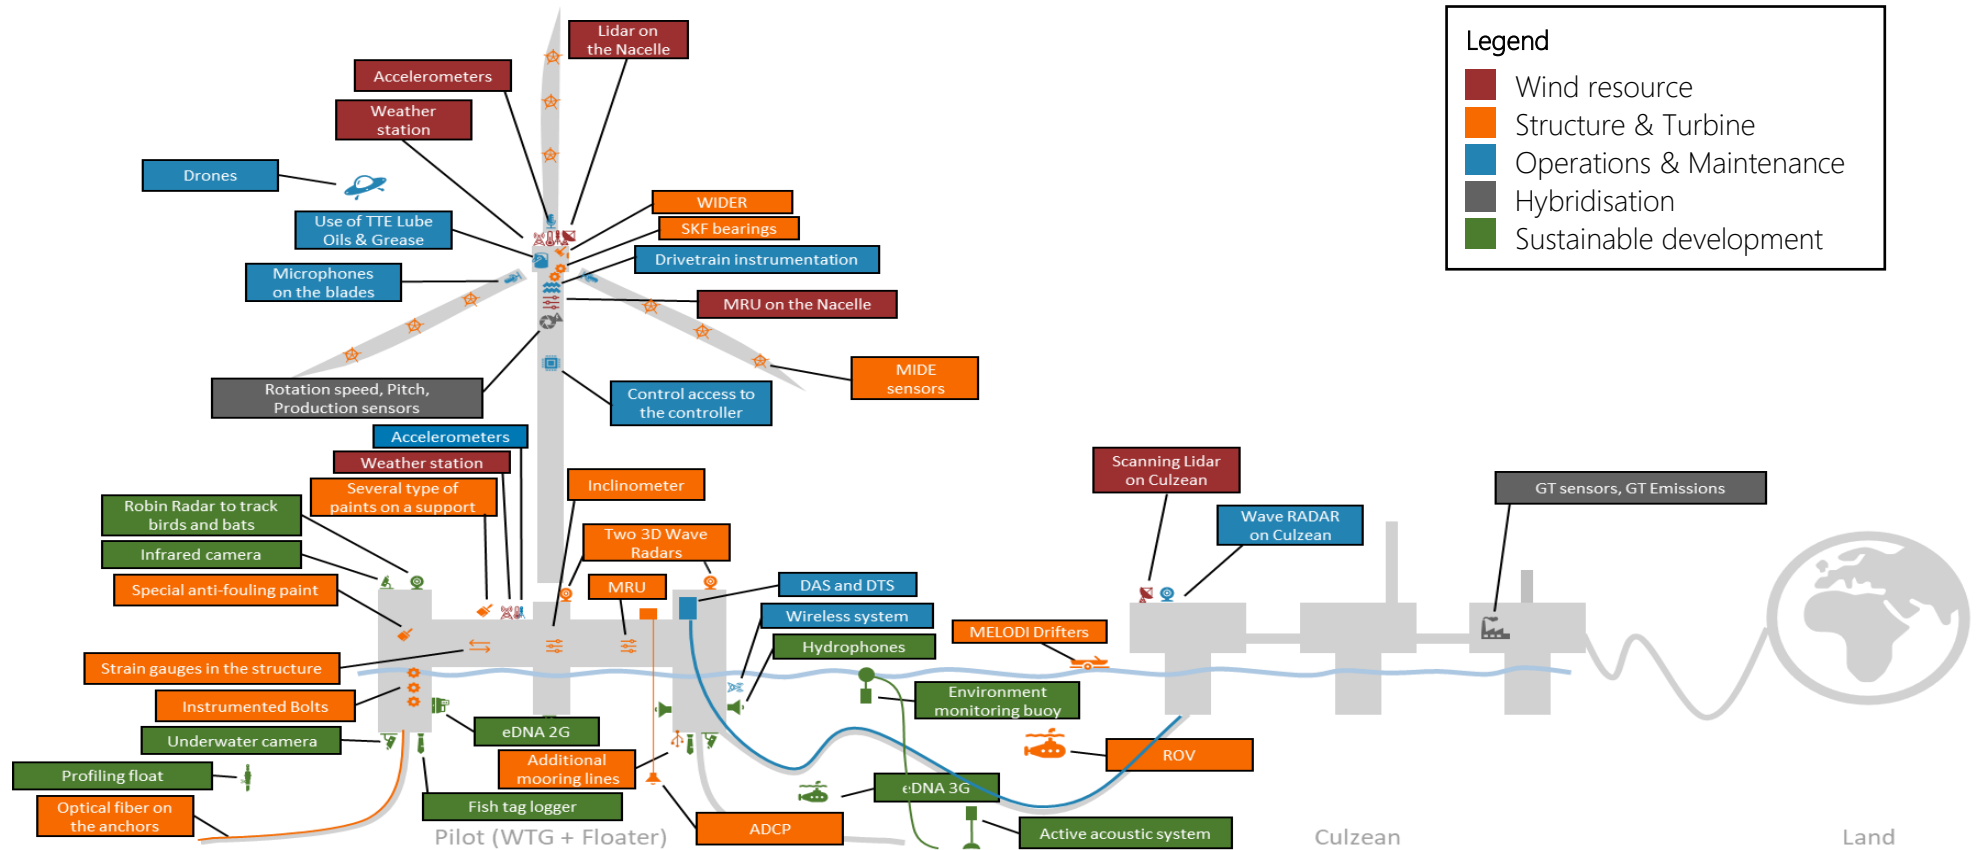 Lidar on
the Nacelle
Accelerometers
Weather
station
Drones
Use of TTE Lube
Oils & Grease
Microphones
on the blades
WIDER
SKF bearings
Drivetrain instrumentation
MRU on the Nacelle
MIDE
sensors
Rotation speed, Pitch,
Production sensors
Control access to
the controller
Accelerometers
Weather station
Several type of
paints on a support
Inclinometer
Robin Radar to track
birds and bats
Infrared camera
Special anti-fouling paint
Two 3D Wave
Radars
MRU
DAS and DTS
Wireless system
Hydrophones
Strain gauges in the structure
Instrumented Bolts
Underwater camera
Profiling float
Optical fiber on
the anchors
eDNA 2G
Additional
mooring lines
Fish tag logger
ADCP
MELODI Drifters
Environment
monitoring buoy
ROV
eDNA 3G
Active acoustic system
Scanning Lidar
on Culzean
Wave RADAR
on Culzean
GT sensors, GT Emissions
Pilot (WTG + Floater)
Culzean
Land
Legend
Wind resource
Structure & Turbine
Operations & Maintenance
Hybridisation
Sustainable development